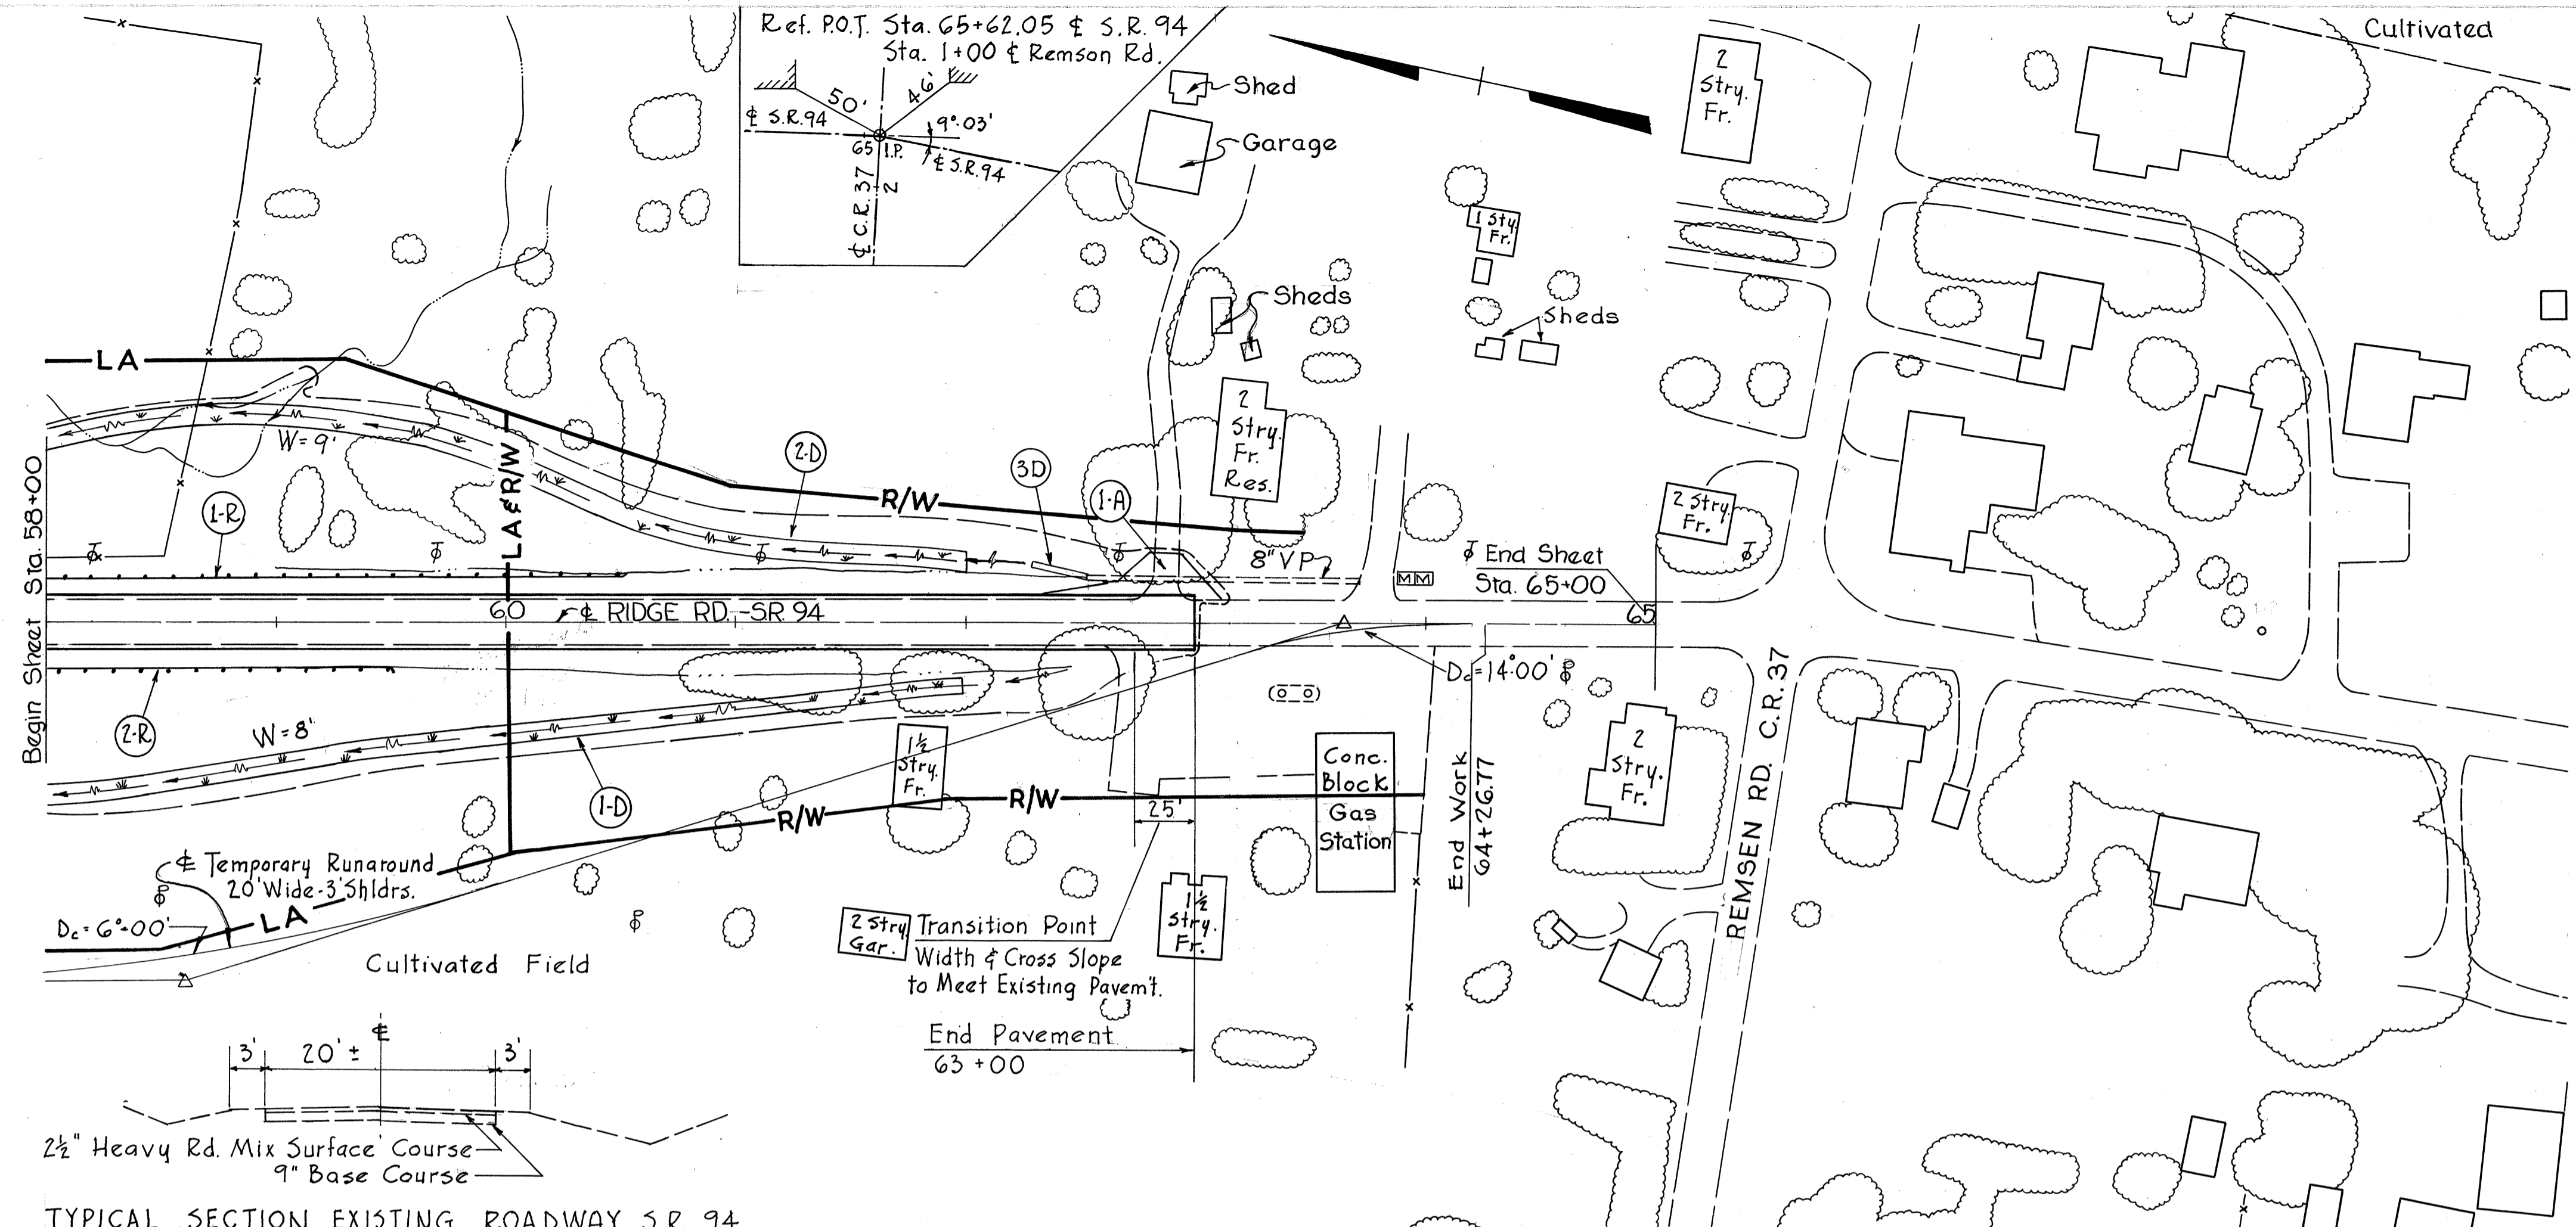 Ref. P.O.T. Sta. 65+62.05 ℄ S.R. 94
Sta. 1+00 ℄ Remson Rd.
50'
46'
℄ S.R.94
9°-03'
65
I.P.
℄ S.R.94
℄ C.R. 37
2
Shed
Garage
2
Stry.
Fr.
Cultivated
1 Sty.
Fr.
Sheds
Sheds
LA
W=9'
LA & R/W
2-D
R/W
3D
1-A
2
Stry.
Fr.
Res.
8" VP
MM
End Sheet
Sta. 65+00
65
2 Stry.
Fr.
Begin Sheet Sta. 58+00
1-R
60
℄ RIDGE RD.-S.R. 94
Dc=14°00'
2-R
W=8'
1-D
1½
Stry.
Fr.
R/W
R/W
25'
Conc.
Block
Gas
Station
End Work
64+26.77
2
Stry.
Fr.
REMSEN RD. C.R. 37
℄ Temporary Runaround
20' Wide-3' Shldrs.
LA
Dc=6°-00'
Cultivated Field
2 Stry
Gar.
Transition Point
Width & Cross Slope
to Meet Existing Pavem't.
1½
Stry.
Fr.
End Pavement
63+00
℄
3'
20' ±
3'
2½" Heavy Rd. Mix Surface Course
9" Base Course
TYPICAL SECTION EXISTING ROADWAY S.R. 94